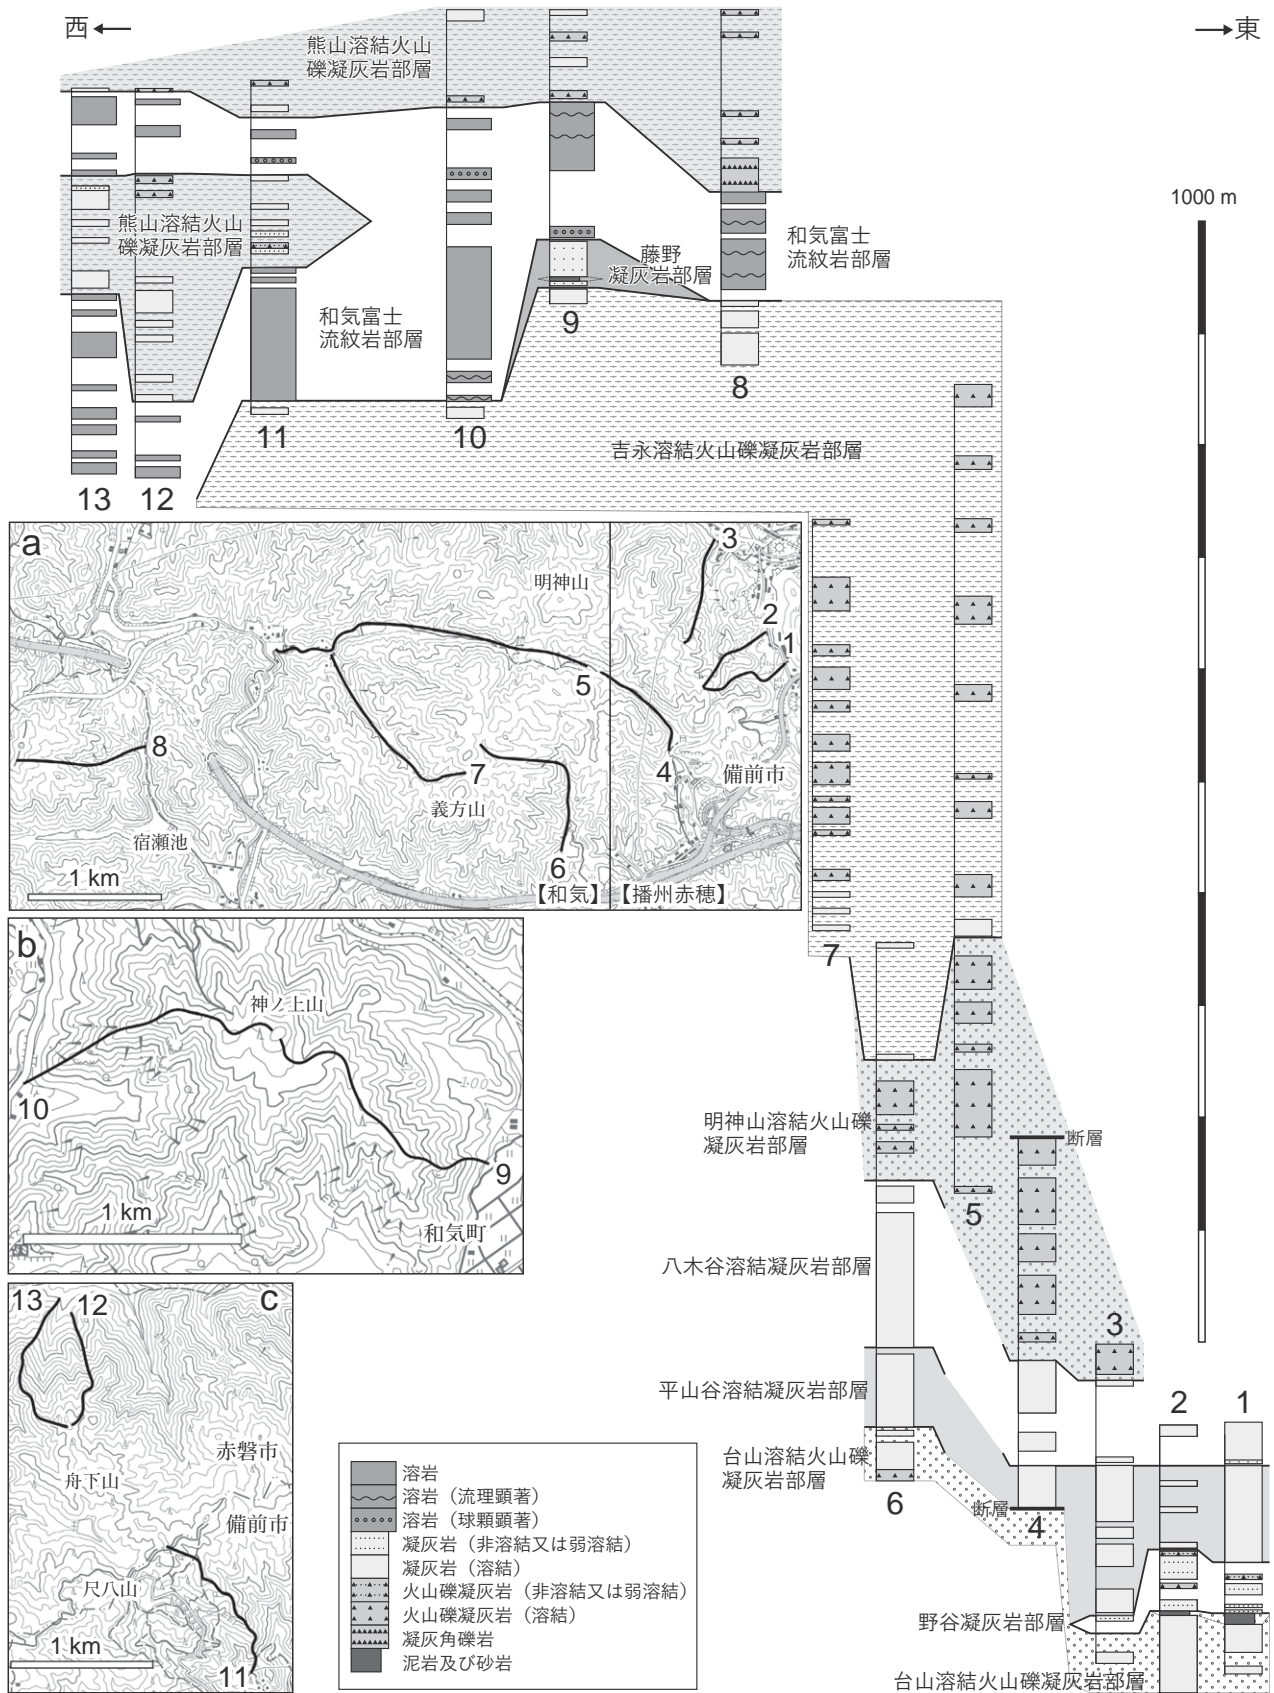 西
東
熊山溶結火山
礫凝灰岩部層
1000 m
熊山溶結火山
礫凝灰岩部層
藤野
凝灰岩部層
和気富士
流紋岩部層
和気富士
流紋岩部層
9
8
11
10
13
12
吉永溶結火山礫凝灰岩部層
a
3
明神山
2
1
5
8
4
7
備前市
義方山
宿瀬池
6
1 km
【和気】
【播州赤穂】
7
b
神ノ上山
100
10
9
1 km
和気町
明神山溶結火山礫
凝灰岩部層
断層
5
八木谷溶結凝灰岩部層
c
13
12
3
平山谷溶結凝灰岩部層
2
1
赤磐市
台山溶結火山礫
凝灰岩部層
舟下山
6
断層
4
備前市
尺八山
1 km
11
溶岩
溶岩（流理顕著）
溶岩（球顆顕著）
凝灰岩（非溶結又は弱溶結）
凝灰岩（溶結）
火山礫凝灰岩（非溶結又は弱溶結）
火山礫凝灰岩（溶結）
凝灰角礫岩
泥岩及び砂岩
野谷凝灰岩部層
台山溶結火山礫凝灰岩部層